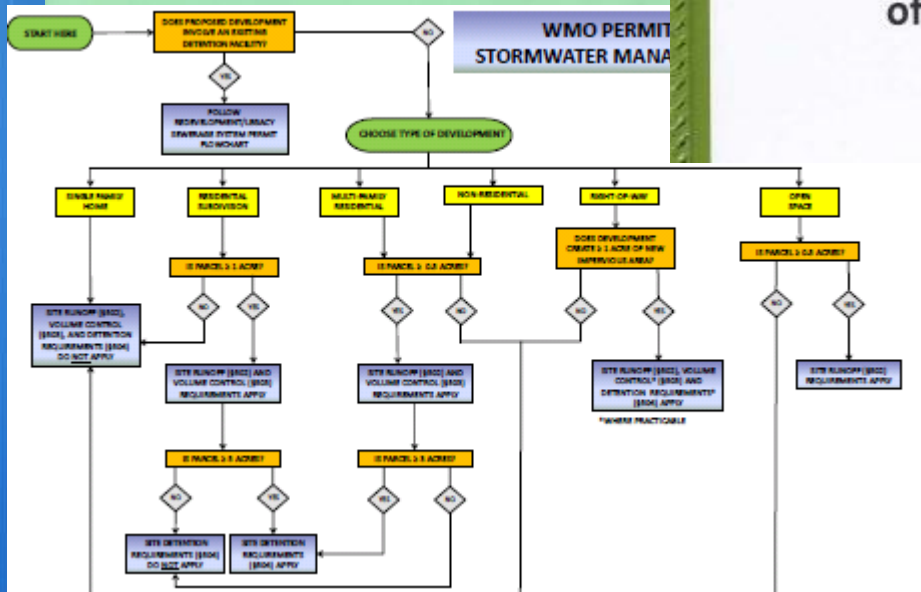 of
WMO PERMIT
STORMWATER MANA
START HERE
DOES PROPOSED DEVELOPMENT
INVOLVE AN EXISTING
DETENTION FACILITY?
NO
YES
FOLLOW
REDEVELOPMENT/LEGACY
SEWERAGE SYSTEM PERMIT
FLOWCHART
CHOOSE TYPE OF DEVELOPMENT
SINGLE FAMILY
HOME
RESIDENTIAL
SUBDIVISION
MULTI-FAMILY
RESIDENTIAL
NON-RESIDENTIAL
RIGHT-OF-WAY
OPEN
SPACE
IS PARCEL ≥ 1 ACRE?
IS PARCEL ≥ 0.5 ACRES?
DOES DEVELOPMENT
CREATE ≥ 1 ACRE OF NEW
IMPERVIOUS AREA?
IS PARCEL ≥ 0.5 ACRES?
NO
YES
YES
NO
NO
YES
NO
YES
SITE RUNOFF (§502),
VOLUME CONTROL
(§503), AND DETENTION
REQUIREMENTS (§504)
DO NOT APPLY
SITE RUNOFF (§502) AND
VOLUME CONTROL (§503)
REQUIREMENTS APPLY
SITE RUNOFF (§502) AND
VOLUME CONTROL (§503)
REQUIREMENTS APPLY
SITE RUNOFF (§502), VOLUME
CONTROL* (§503) AND
DETENTION REQUIREMENTS*
(§504) APPLY
*WHERE PRACTICABLE
SITE RUNOFF (§502)
REQUIREMENTS APPLY
IS PARCEL ≥ 5 ACRES?
IS PARCEL ≥ 5 ACRES?
NO
YES
YES
NO
SITE DETENTION
REQUIREMENTS (§504)
DO NOT APPLY
SITE DETENTION
REQUIREMENTS
(§504) APPLY